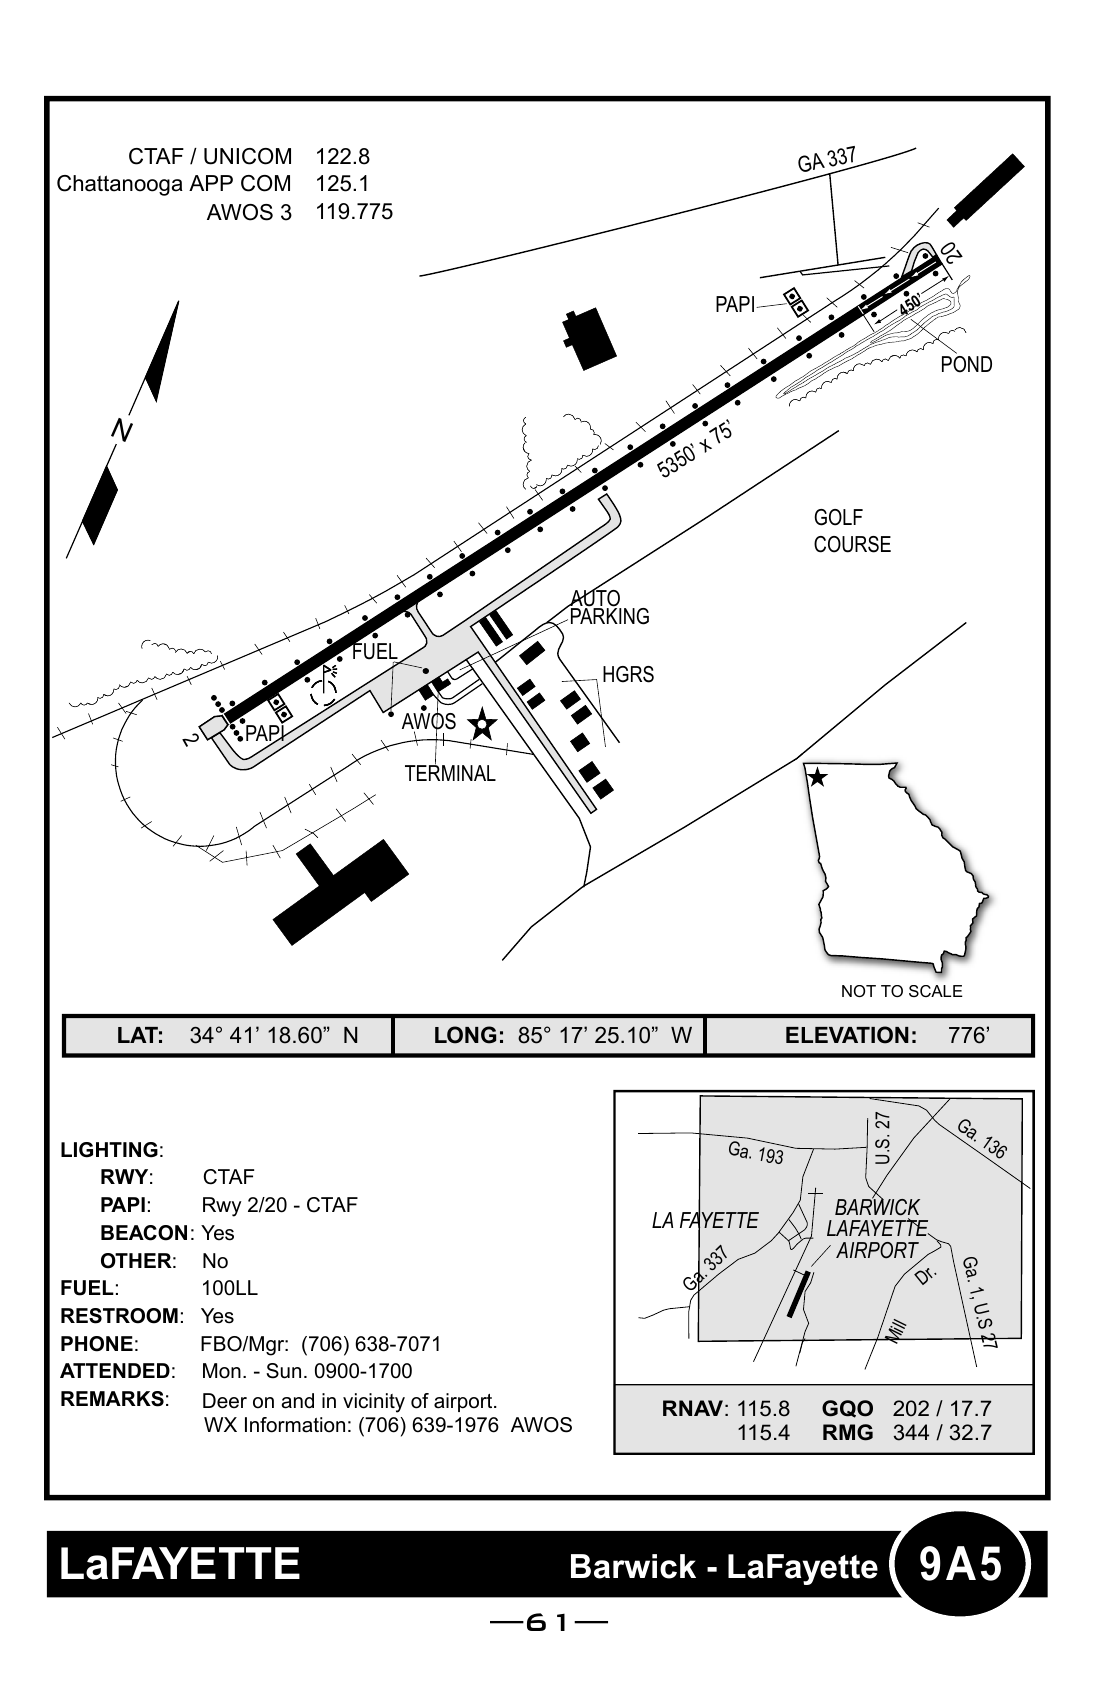 CTAF / UNICOM 122.8
Chattanooga APP COM 125.1
AWOS 3 119.775
GA 337
20
PAPI
450’
POND
N
5350’ x 75’
GOLF
COURSE
AUTO
PARKING
FUEL
HGRS
AWOS
PAPI
2
TERMINAL
NOT TO SCALE
LAT: 34° 41’ 18.60” N LONG: 85° 17’ 25.10” W ELEVATION: 776’
LIGHTING:
RWY: CTAF
PAPI: Rwy 2/20 - CTAF
BEACON: Yes
OTHER: No
FUEL: 100LL
RESTROOM: Yes
PHONE: FBO/Mgr: (706) 638-7071
ATTENDED: Mon. - Sun. 0900-1700
REMARKS: Deer on and in vicinity of airport.
WX Information: (706) 639-1976 AWOS
U.S. 27
Ga. 136
Ga. 193
LA FAYETTE
BARWICK
LAFAYETTE
AIRPORT
Ga. 337
Mill Dr.
Ga. 1, U.S 27
RNAV: 115.8 GQO 202 / 17.7
115.4 RMG 344 / 32.7
LaFAYETTE
Barwick - LaFayette
9A5
61